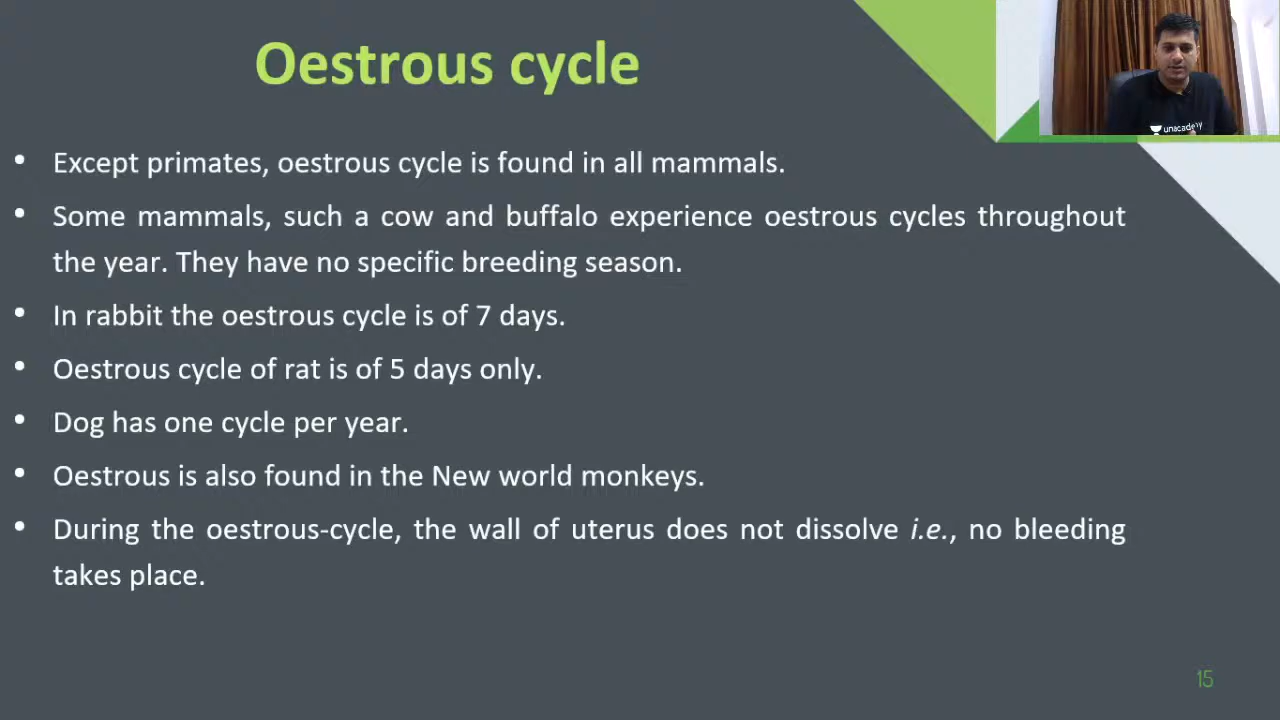 Oestrous cycle
unacademy
• Except primates, oestrous cycle is found in all mammals.
• Some mammals, such a cow and buffalo experience oestrous cycles throughout
the year. They have no specific breeding season.
• In rabbit the oestrous cycle is of 7 days.
• Oestrous cycle of rat is of 5 days only.
• Dog has one cycle per year.
• Oestrous is also found in the New world monkeys.
• During the oestrous-cycle, the wall of uterus does not dissolve i.e., no bleeding
takes place.
15